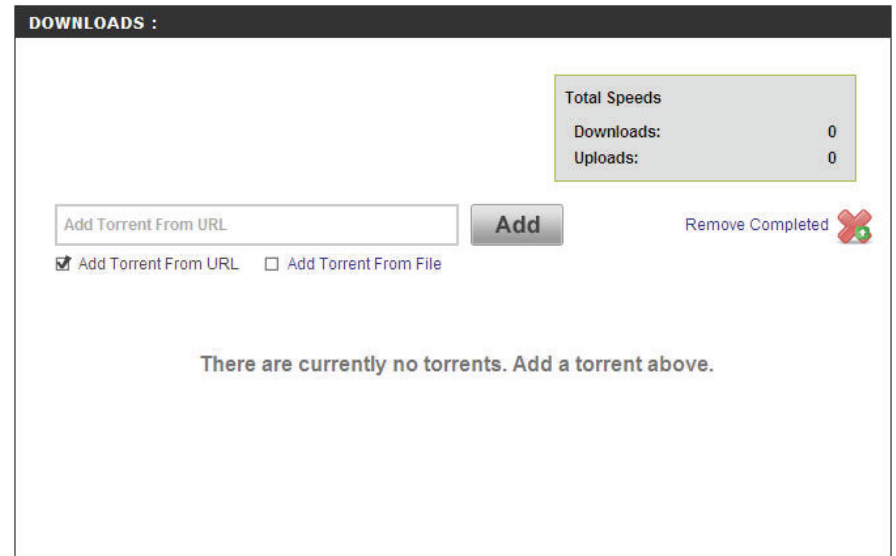 DOWNLOADS :
Total Speeds
Downloads: 0
Uploads: 0
Add Torrent From URL
Add
Remove Completed
Add Torrent From URL
Add Torrent From File
There are currently no torrents. Add a torrent above.